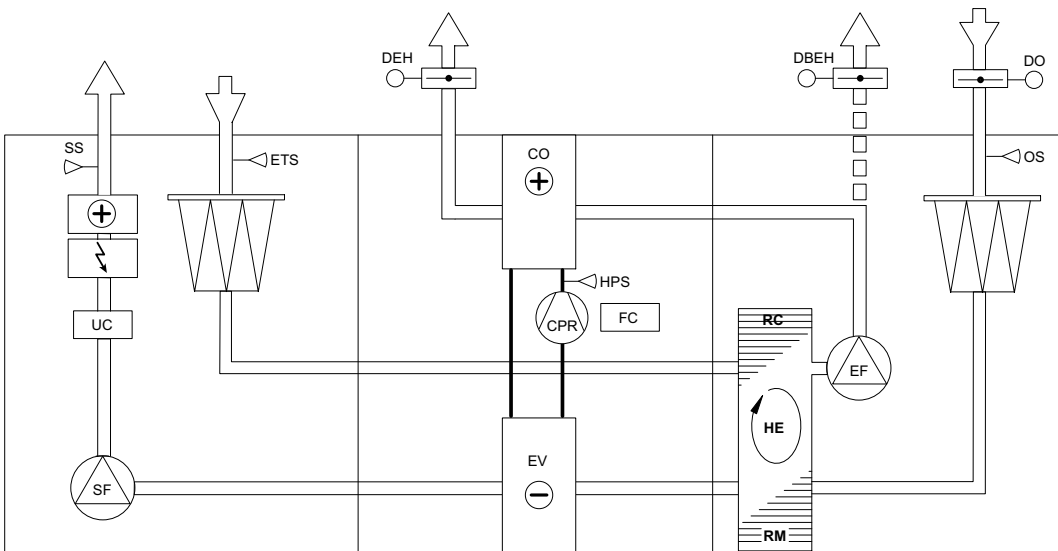 DEH
DBEH
DO
SS
ETS
CO
OS
HPS
UC
CPR
FC
RC
EF
HE
EV
SF
RM